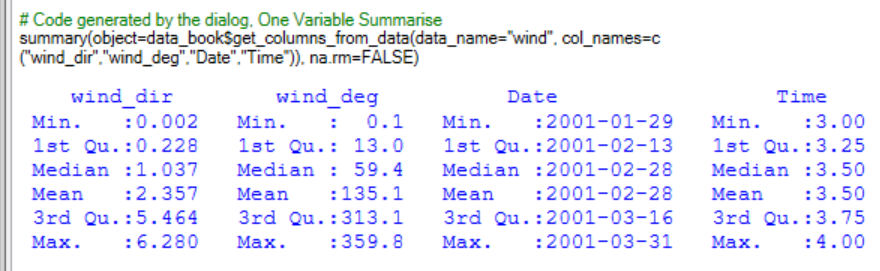 # Code generated by the dialog, One Variable Summarise
summary(object=data_book$get_columns_from_data(data_name="wind", col_names=c
("wind_dir","wind_deg","Date","Time")), na.rm=FALSE)
wind_dir wind_deg Date Time
Min. :0.002 Min. : 0.1 Min. :2001-01-29 Min. :3.00
1st Qu.:0.228 1st Qu.: 13.0 1st Qu.:2001-02-13 1st Qu.:3.25
Median :1.037 Median : 59.4 Median :2001-02-28 Median :3.50
Mean :2.357 Mean :135.1 Mean :2001-02-28 Mean :3.50
3rd Qu.:5.464 3rd Qu.:313.1 3rd Qu.:2001-03-16 3rd Qu.:3.75
Max. :6.280 Max. :359.8 Max. :2001-03-31 Max. :4.00